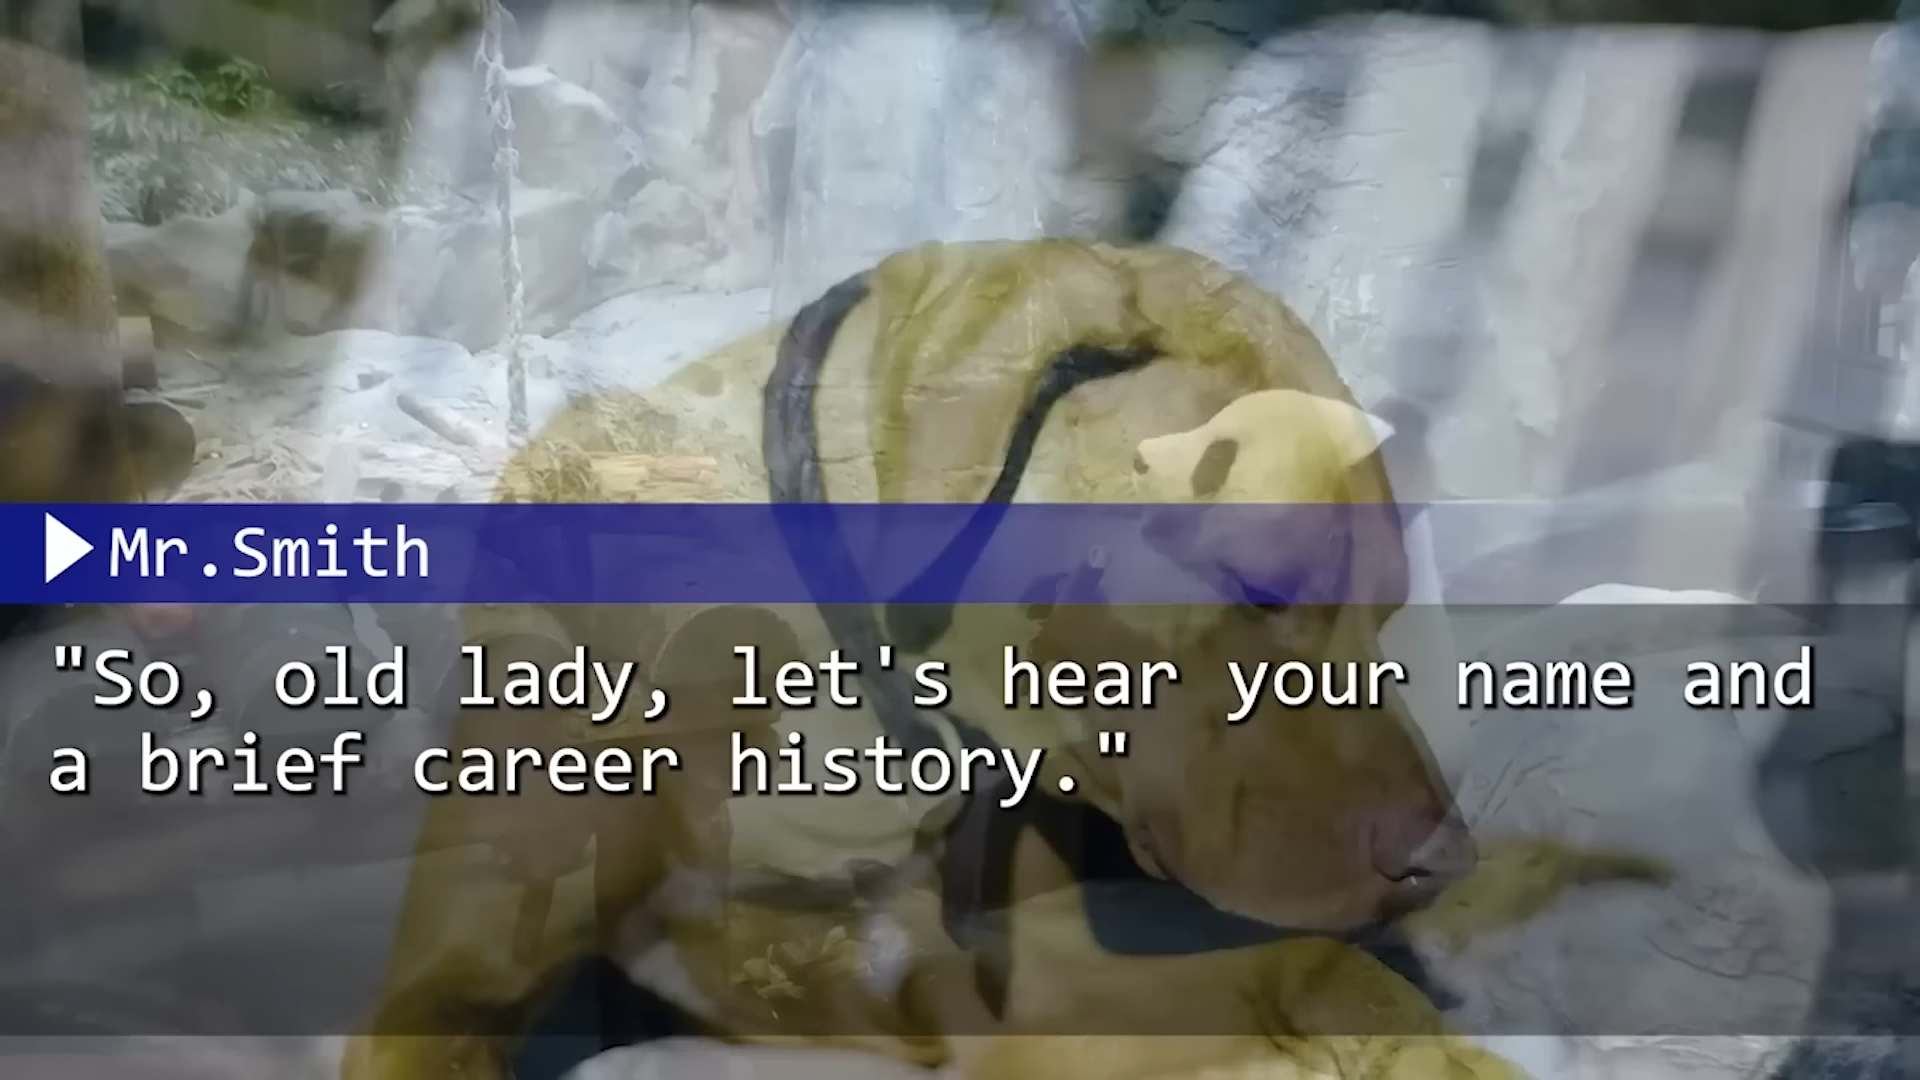 Mr.Smith
"So, old lady, let's hear your name and
a brief career history."